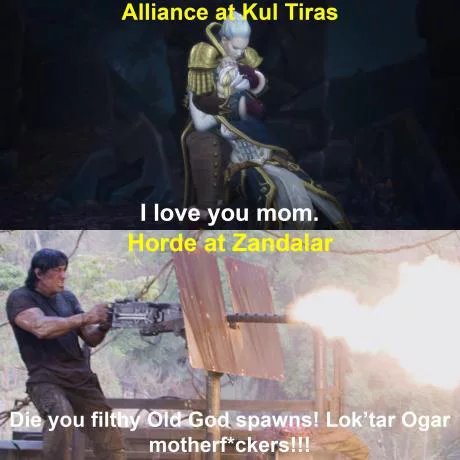 Alliance at Kul Tiras
I love you mom.
Horde at Zandalar
Die you filthy Old God spawns! Lok'tar Ogar
motherf*ckers!!!